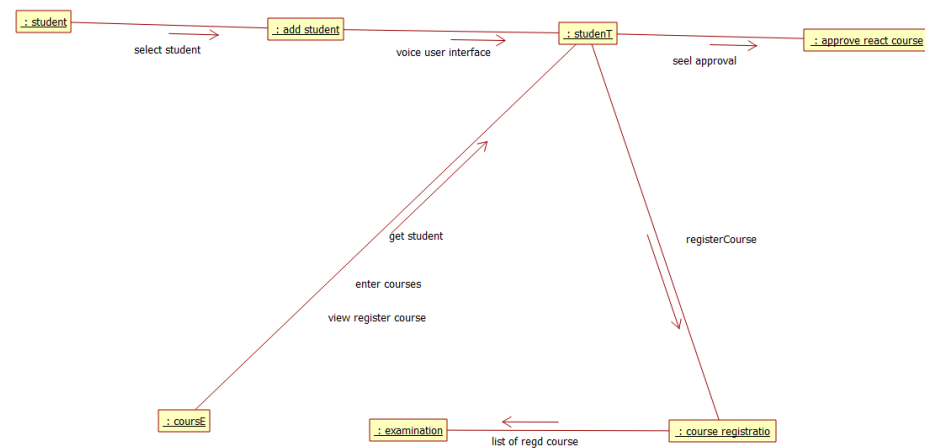 : student
: add student
: studenT
: approve react course
select student
voice user interface
seel approval
get student
registerCourse
enter courses
view register course
: coursE
: examination
: course registratio
list of regd course